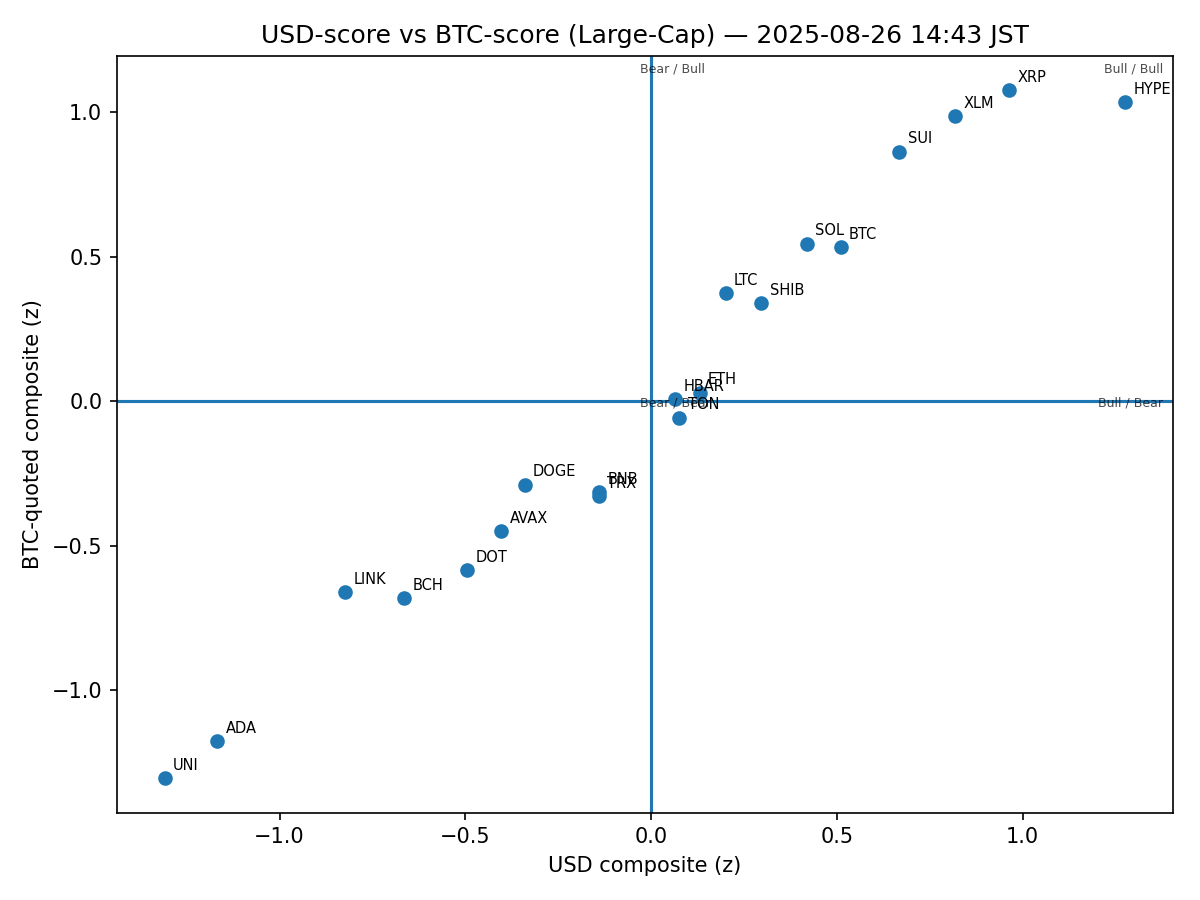 USD-score vs BTC-score (Large-Cap) — 2025-08-26 14:43 JST
Bear / Bull
Bull / Bull
XRP
HYPE
XLM
SUI
SOL
BTC
LTC
SHIB
ETH
HBAR
TON
Bear / Bear
Bull / Bear
DOGE
BNB
TRX
AVAX
DOT
LINK
BCH
ADA
UNI
1.0
0.5
0.0
−0.5
−1.0
BTC-quoted composite (z)
−1.0
−0.5
0.0
0.5
1.0
USD composite (z)